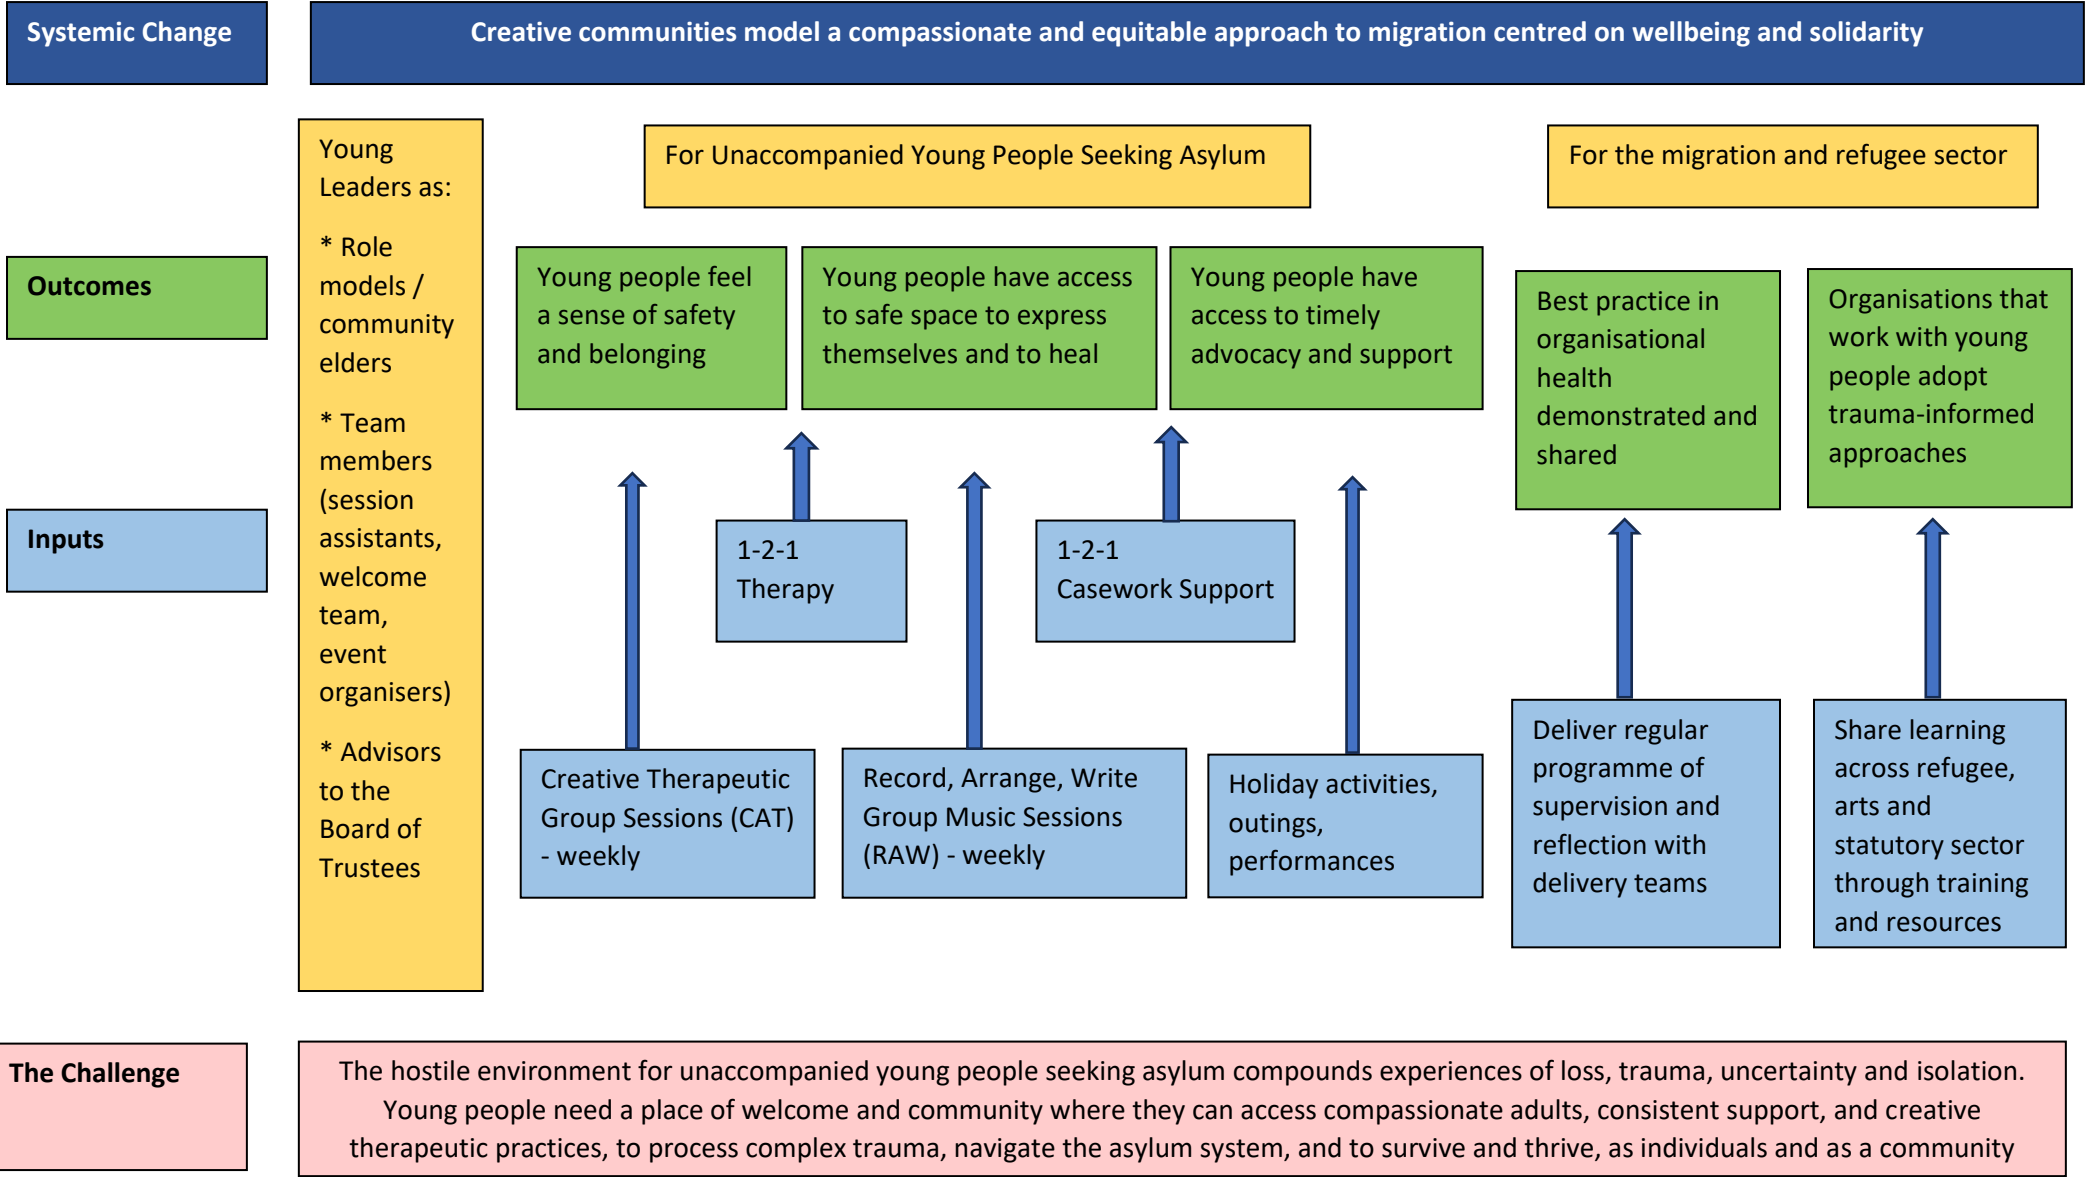 Systemic Change
Creative communities model a compassionate and equitable approach to migration centred on wellbeing and solidarity
Young
Leaders as:
* Role
models /
community
elders
* Team
members
(session
assistants,
welcome
team,
event
organisers)
* Advisors
to the
Board of
Trustees
For Unaccompanied Young People Seeking Asylum
For the migration and refugee sector
Outcomes
Young people feel
a sense of safety
and belonging
Young people have access
to safe space to express
themselves and to heal
Young people have
access to timely
advocacy and support
Best practice in
organisational
health
demonstrated and
shared
Organisations that
work with young
people adopt
trauma-informed
approaches
Inputs
1-2-1
Therapy
1-2-1
Casework Support
Creative Therapeutic
Group Sessions (CAT)
- weekly
Record, Arrange, Write
Group Music Sessions
(RAW) - weekly
Holiday activities,
outings,
performances
Deliver regular
programme of
supervision and
reflection with
delivery teams
Share learning
across refugee,
arts and
statutory sector
through training
and resources
The Challenge
The hostile environment for unaccompanied young people seeking asylum compounds experiences of loss, trauma, uncertainty and isolation.
Young people need a place of welcome and community where they can access compassionate adults, consistent support, and creative
therapeutic practices, to process complex trauma, navigate the asylum system, and to survive and thrive, as individuals and as a community